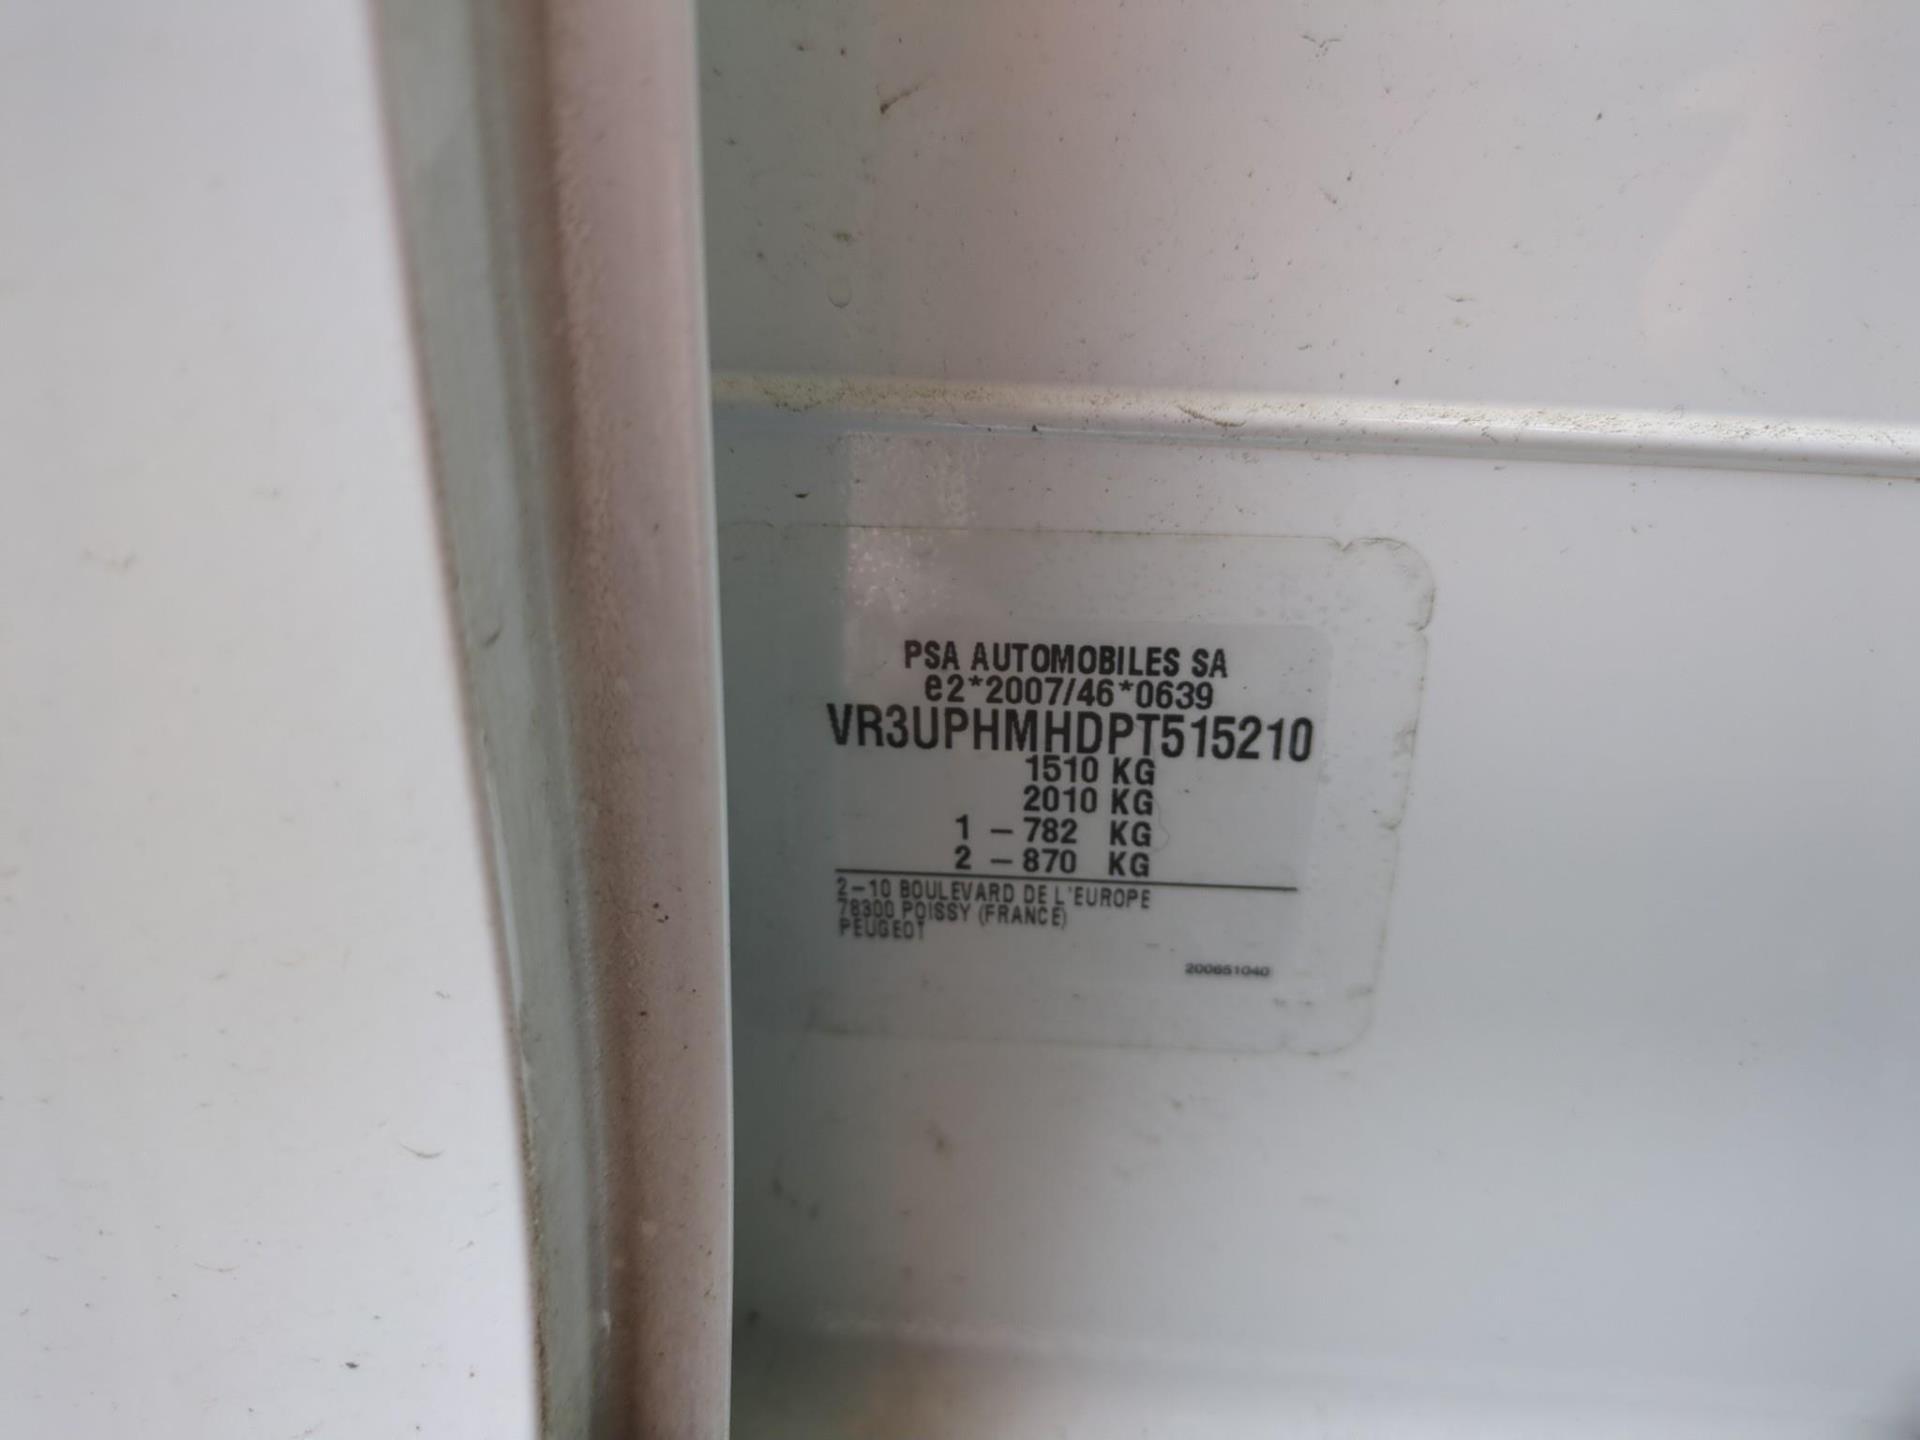 PSA AUTOMOBILES SA
e2*2007/46*0639
VR3UPHMHDPT515210
1510 KG
2010 KG
1 - 782 KG
2 - 870 KG
2-10 BOULEVARD DE L'EUROPE
78300 POISSY (FRANCE)
PEUGEOT
200651040